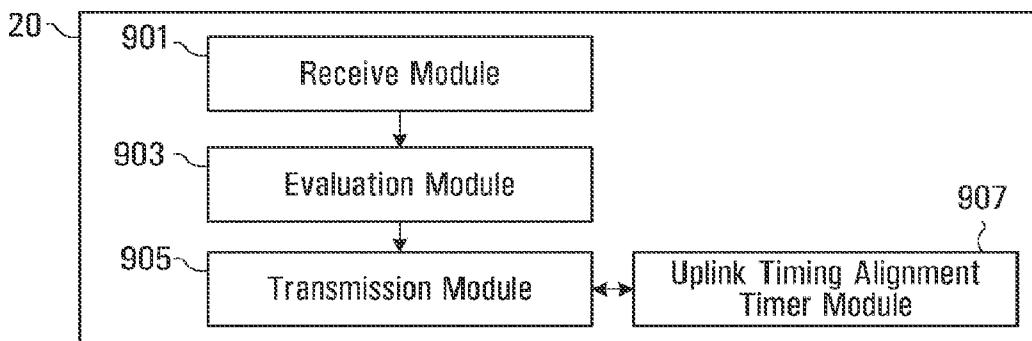 20
901
Receive Module
903
Evaluation Module
907
905
Transmission Module
Uplink Timing Alignment
Timer Module